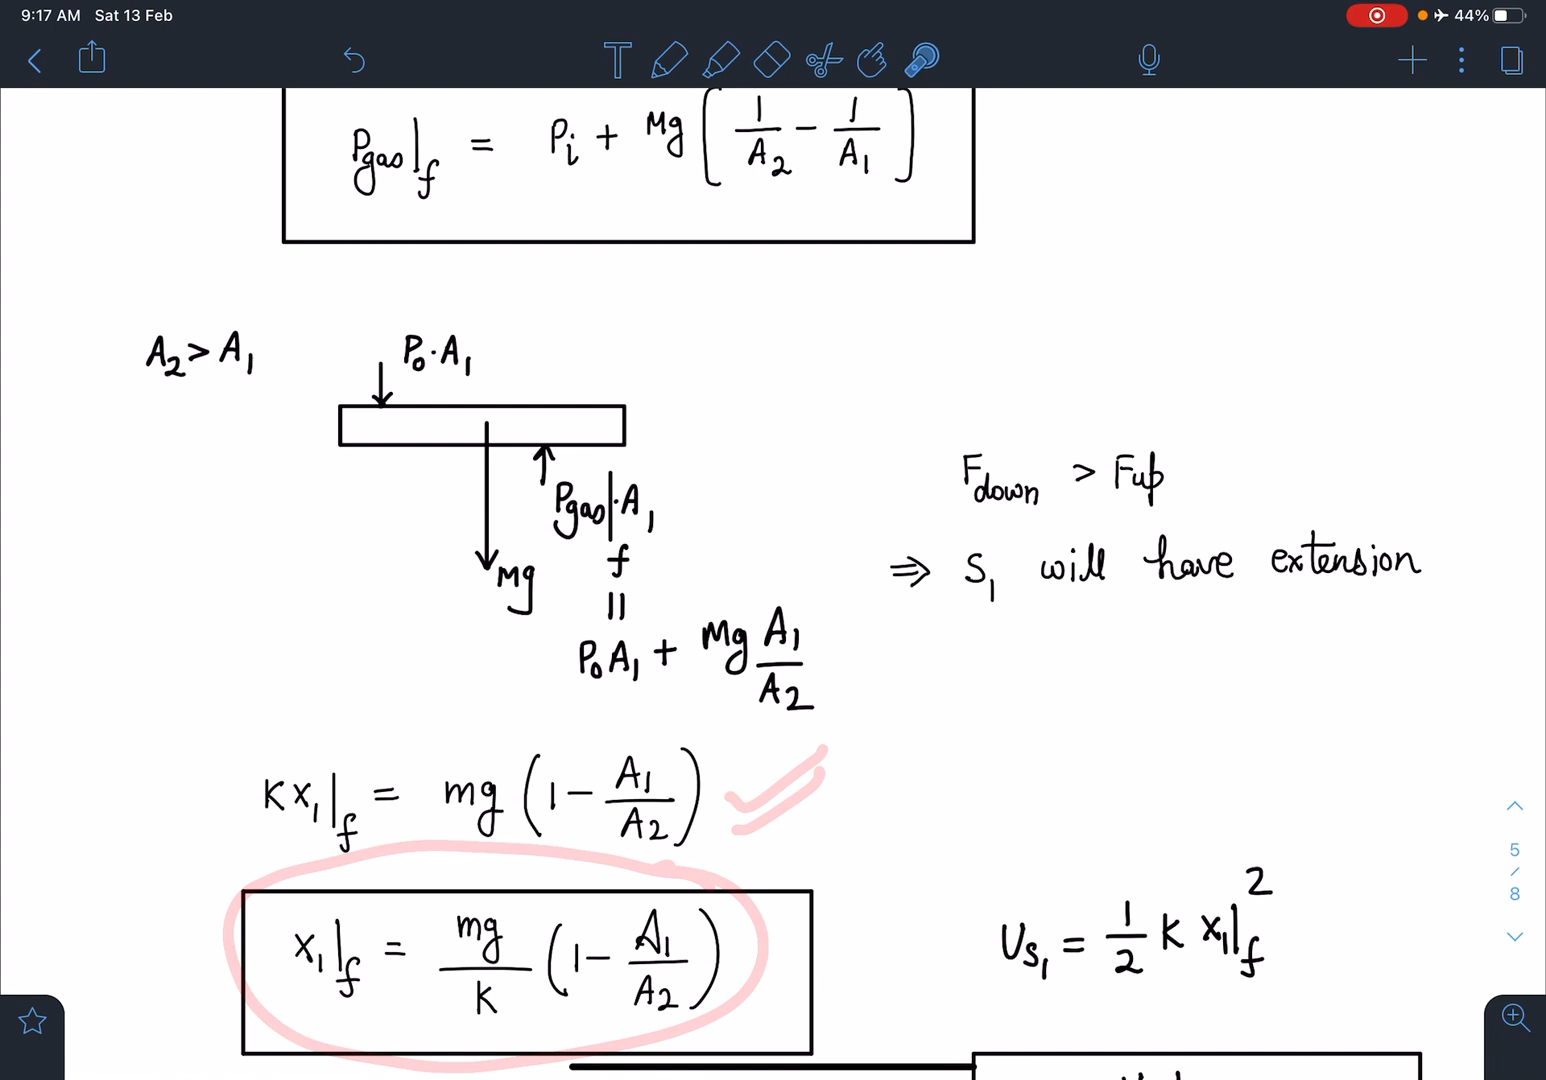 9:17 AM Sat 13 Feb
44%
Pgas|f = Pi + Mg [ 1/A2 - 1/A1 ]
A2 > A1
P0·A1
Pgas|f·A1
mg
=
P0A1 + Mg A1/A2
Fdown > Fup
⇒ S1 will have extension
Kx1|f = mg ( 1 - A1/A2 )
x1|f = mg/K ( 1 - A1/A2 )
Us1 = 1/2 K x1|f²
5
/
8